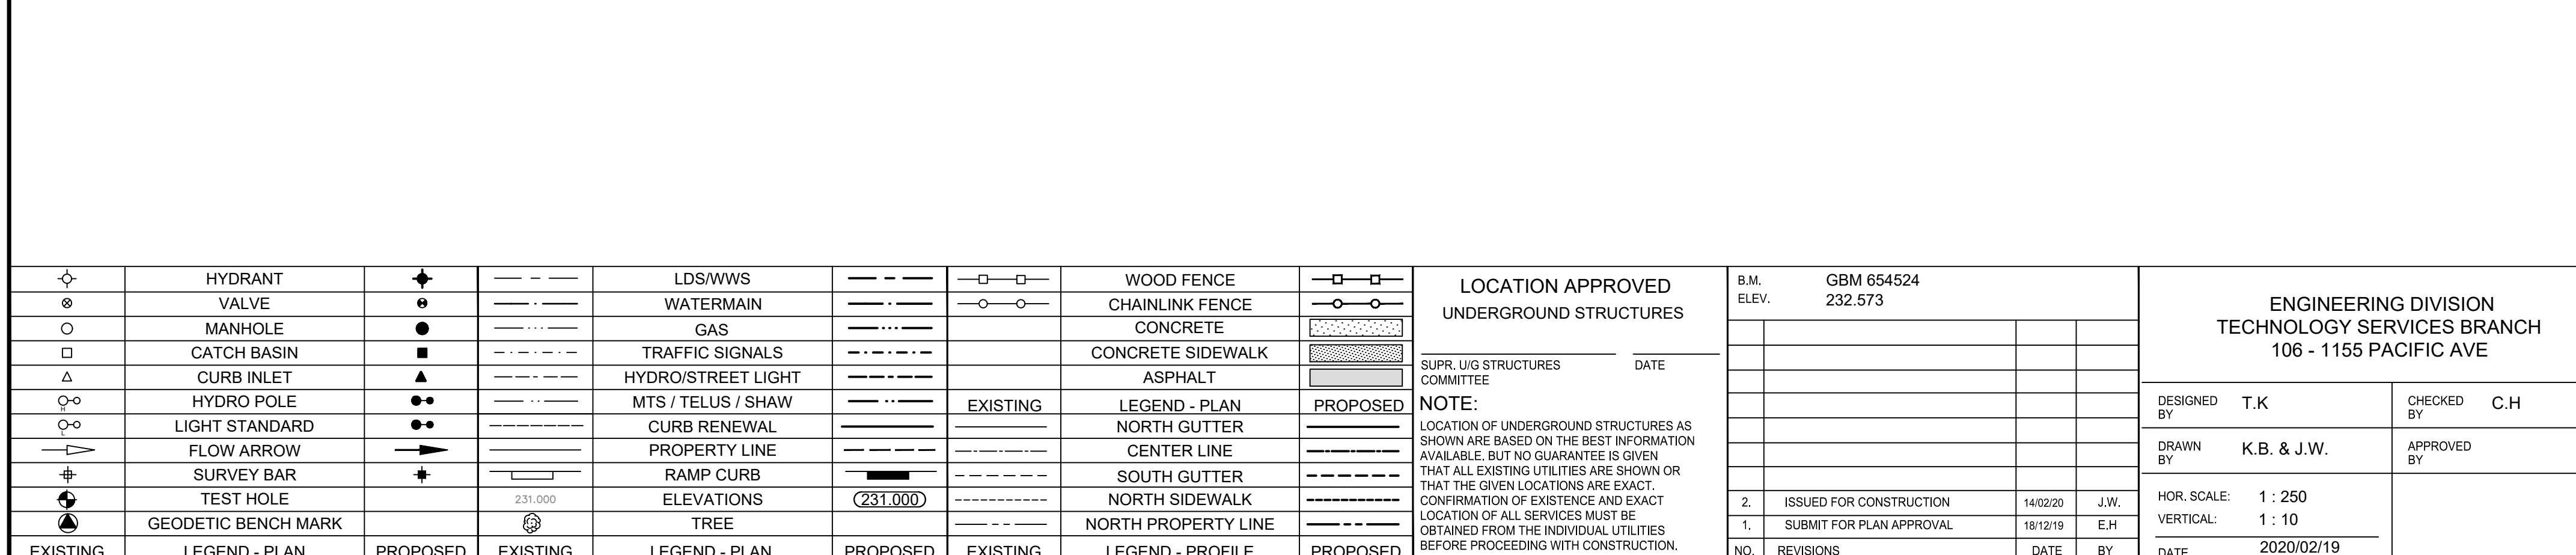 HYDRANT
VALVE
MANHOLE
CATCH BASIN
CURB INLET
HYDRO POLE
H
LIGHT STANDARD
L
FLOW ARROW
SURVEY BAR
TEST HOLE
GEODETIC BENCH MARK
EXISTING LEGEND - PLAN PROPOSED
LDS/WWS
WATERMAIN
GAS
TRAFFIC SIGNALS
HYDRO/STREET LIGHT
MTS / TELUS / SHAW
CURB RENEWAL
PROPERTY LINE
RAMP CURB
231.000 ELEVATIONS 231.000
TREE
EXISTING LEGEND - PLAN PROPOSED
WOOD FENCE
CHAINLINK FENCE
CONCRETE
CONCRETE SIDEWALK
ASPHALT
EXISTING LEGEND - PLAN PROPOSED
NORTH GUTTER
CENTER LINE
SOUTH GUTTER
NORTH SIDEWALK
NORTH PROPERTY LINE
EXISTING LEGEND - PROFILE PROPOSED
LOCATION APPROVED
UNDERGROUND STRUCTURES
SUPR. U/G STRUCTURES DATE
COMMITTEE
NOTE:
LOCATION OF UNDERGROUND STRUCTURES AS
SHOWN ARE BASED ON THE BEST INFORMATION
AVAILABLE. BUT NO GUARANTEE IS GIVEN
THAT ALL EXISTING UTILITIES ARE SHOWN OR
THAT THE GIVEN LOCATIONS ARE EXACT.
CONFIRMATION OF EXISTENCE AND EXACT
LOCATION OF ALL SERVICES MUST BE
OBTAINED FROM THE INDIVIDUAL UTILITIES
BEFORE PROCEEDING WITH CONSTRUCTION.
B.M. GBM 654524
ELEV. 232.573
2. ISSUED FOR CONSTRUCTION 14/02/20 J.W.
1. SUBMIT FOR PLAN APPROVAL 18/12/19 E.H
NO. REVISIONS DATE BY
ENGINEERING DIVISION
TECHNOLOGY SERVICES BRANCH
106 - 1155 PACIFIC AVE
DESIGNED BY T.K
CHECKED BY C.H
DRAWN BY K.B. & J.W.
APPROVED BY
HOR. SCALE: 1 : 250
VERTICAL: 1 : 10
DATE 2020/02/19